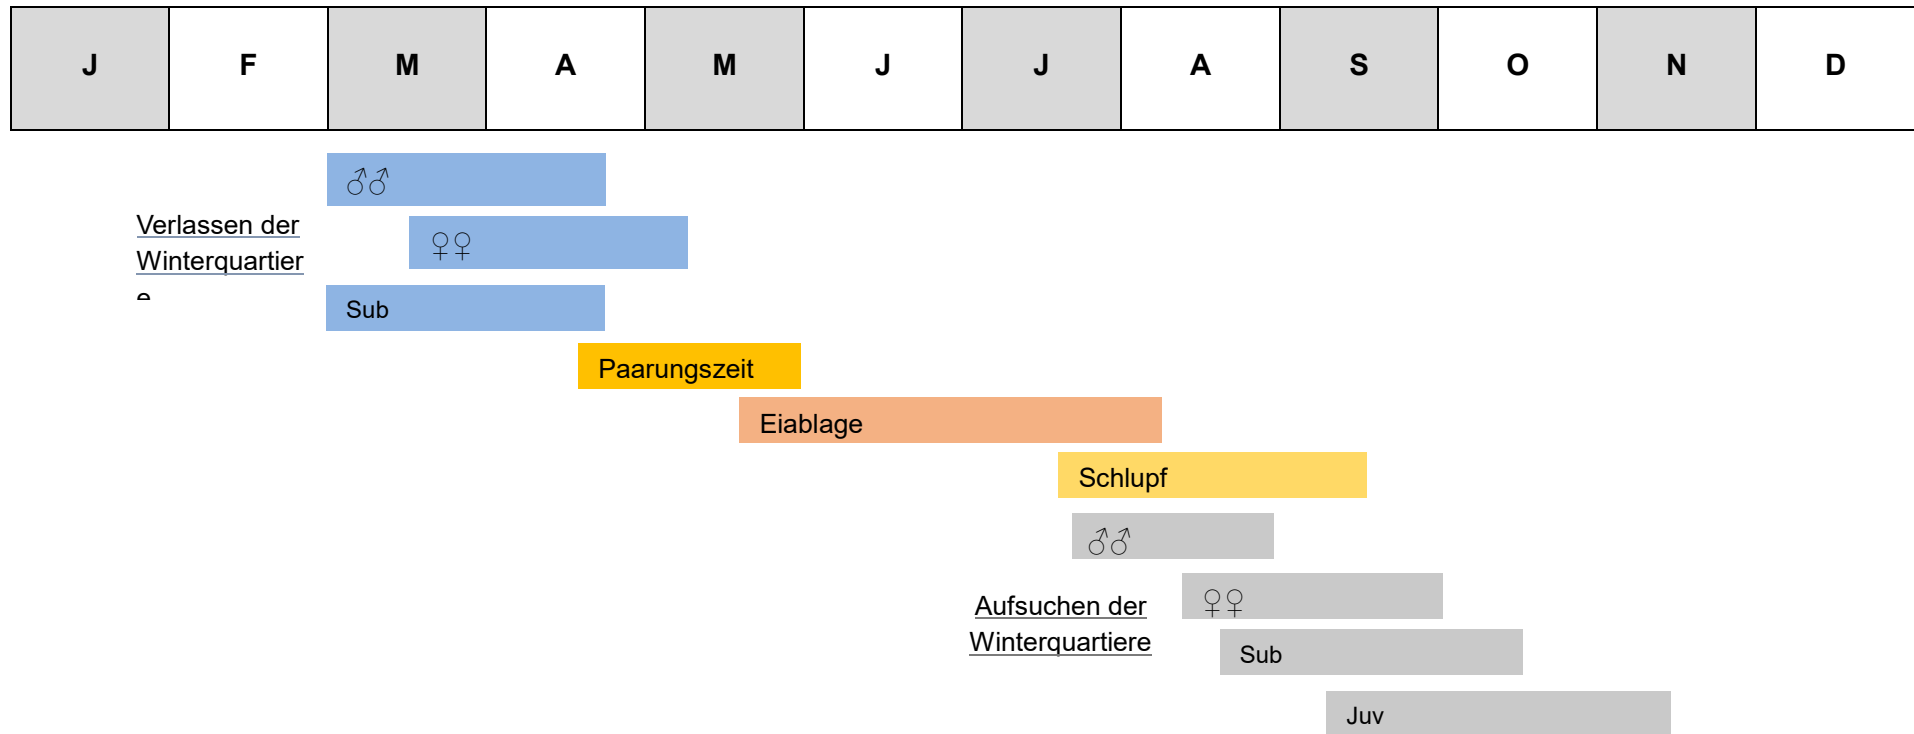 J F M A M J J A S O N D
♂♂
Verlassen der
Winterquartier
e
♀♀
Sub
Paarungszeit
Eiablage
Schlupf
♂♂
Aufsuchen der
Winterquartiere
♀♀
Sub
Juv